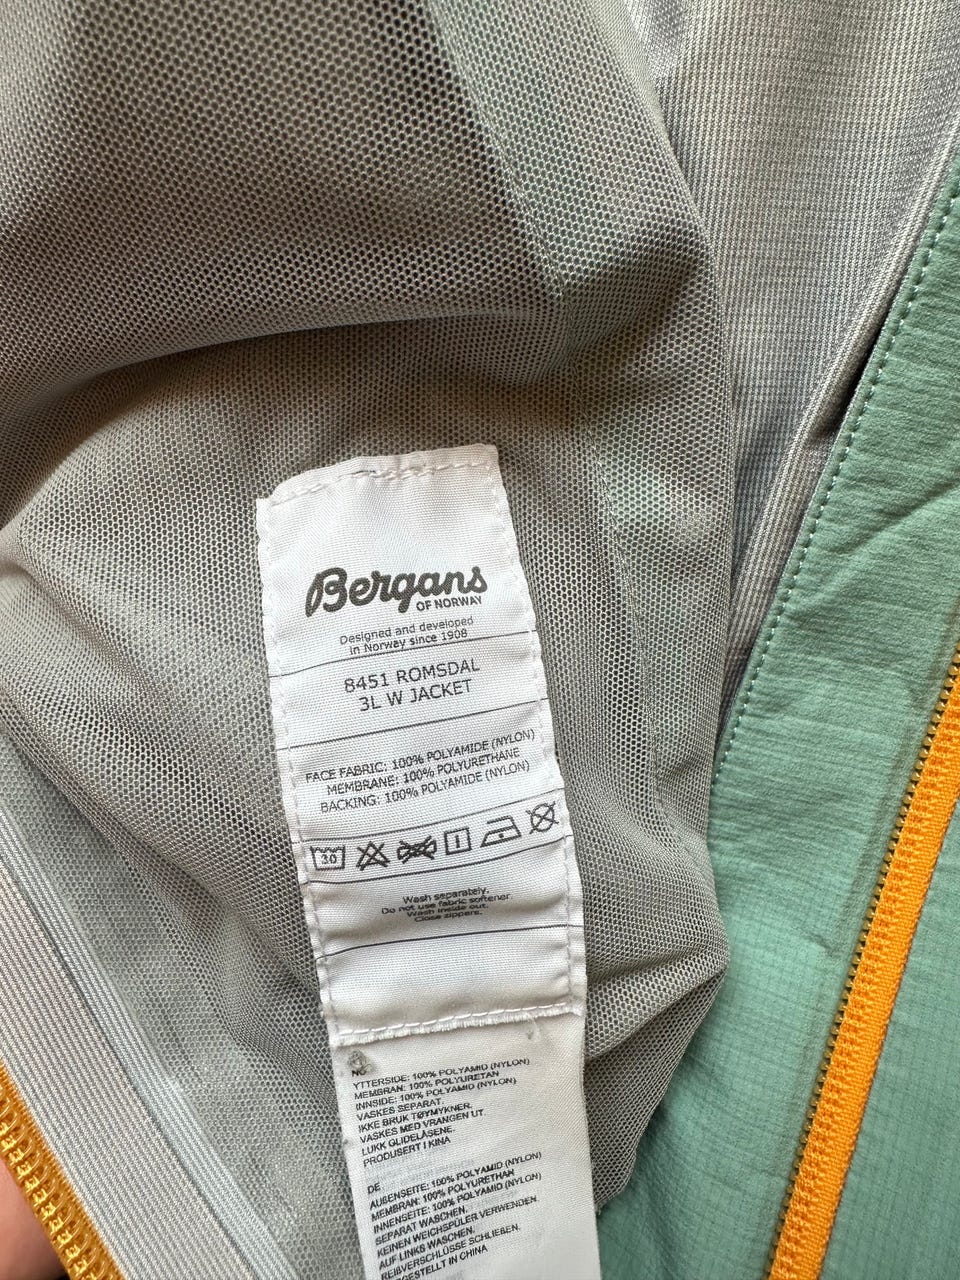 Bergans
OF NORWAY
Designed and developed
in Norway since 1908
8451 ROMSDAL
3L W JACKET
FACE FABRIC: 100% POLYAMIDE (NYLON)
MEMBRANE: 100% POLYURETHANE
BACKING: 100% POLYAMIDE (NYLON)
30
Wash separately.
Do not use fabric softener.
Wash inside out.
Close zippers.
YTTERSIDE: 100% POLYAMID (NYLON)
MEMBRAN: 100% POLYURETAN
INNSIDE: 100% POLYAMID (NYLON)
VASKES SEPARAT.
IKKE BRUK TØYMYKNER.
VASKES MED VRANGEN UT.
LUKK GLIDELÅSENE.
PRODUSERT I KINA
DE
AUßENSEITE: 100% POLYAMID (NYLON)
MEMBRAN: 100% POLYURETHAN
INNENSEITE: 100% POLYAMID (NYLON)
SEPARAT WASCHEN.
KEINEN WEICHSPÜLER VERWENDEN.
AUF LINKS WASCHEN.
REIßVERSCHLÜSSE SCHLIEßEN.
IN CHINA